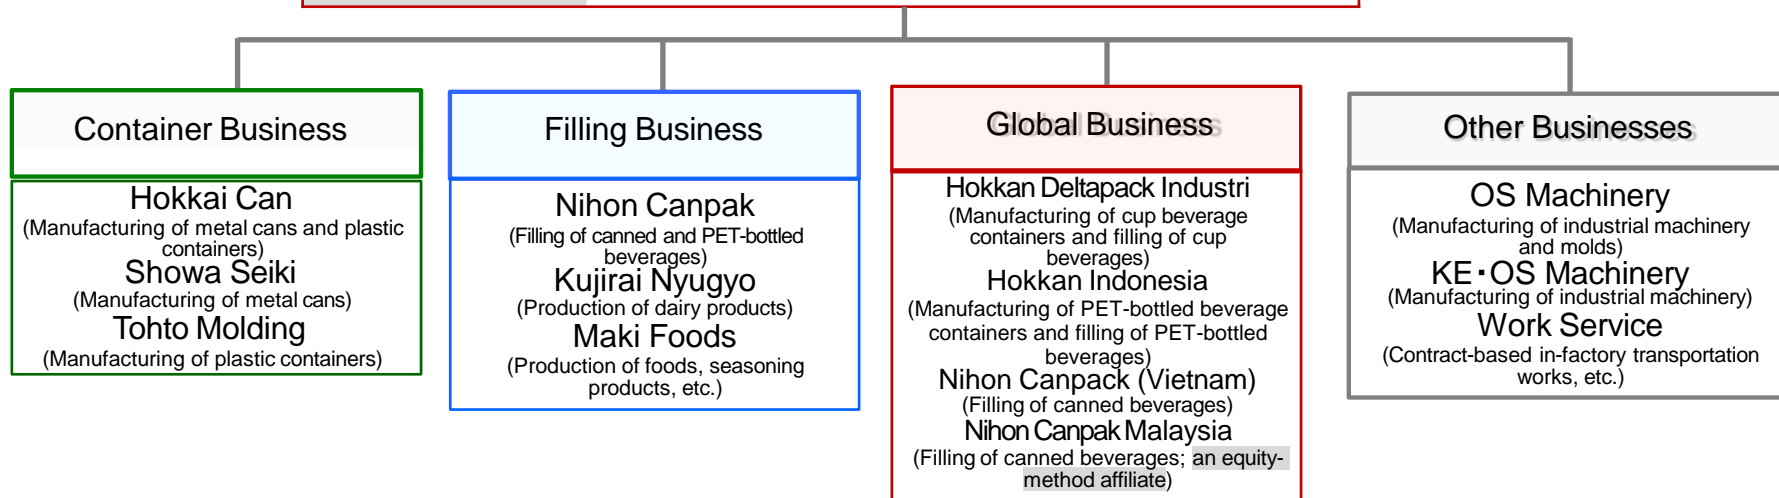 Container Business
Hokkai Can
(Manufacturing of metal cans and plastic
containers)
Showa Seiki
(Manufacturing of metal cans)
Tohto Molding
(Manufacturing of plastic containers)
Filling Business
Nihon Canpak
(Filling of canned and PET-bottled
beverages)
Kujirai Nyugyo
(Production of dairy products)
Maki Foods
(Production of foods, seasoning
products, etc.)
Global Business
Hokkan Deltapack Industri
(Manufacturing of cup beverage
containers and filling of cup
beverages)
Hokkan Indonesia
(Manufacturing of PET-bottled beverage
containers and filling of PET-bottled
beverages)
Nihon Canpack (Vietnam)
(Filling of canned beverages)
Nihon Canpak Malaysia
(Filling of canned beverages; an equity-
method affiliate)
Other Businesses
OS Machinery
(Manufacturing of industrial machinery
and molds)
KE・OS Machinery
(Manufacturing of industrial machinery)
Work Service
(Contract-based in-factory transportation
works, etc.)